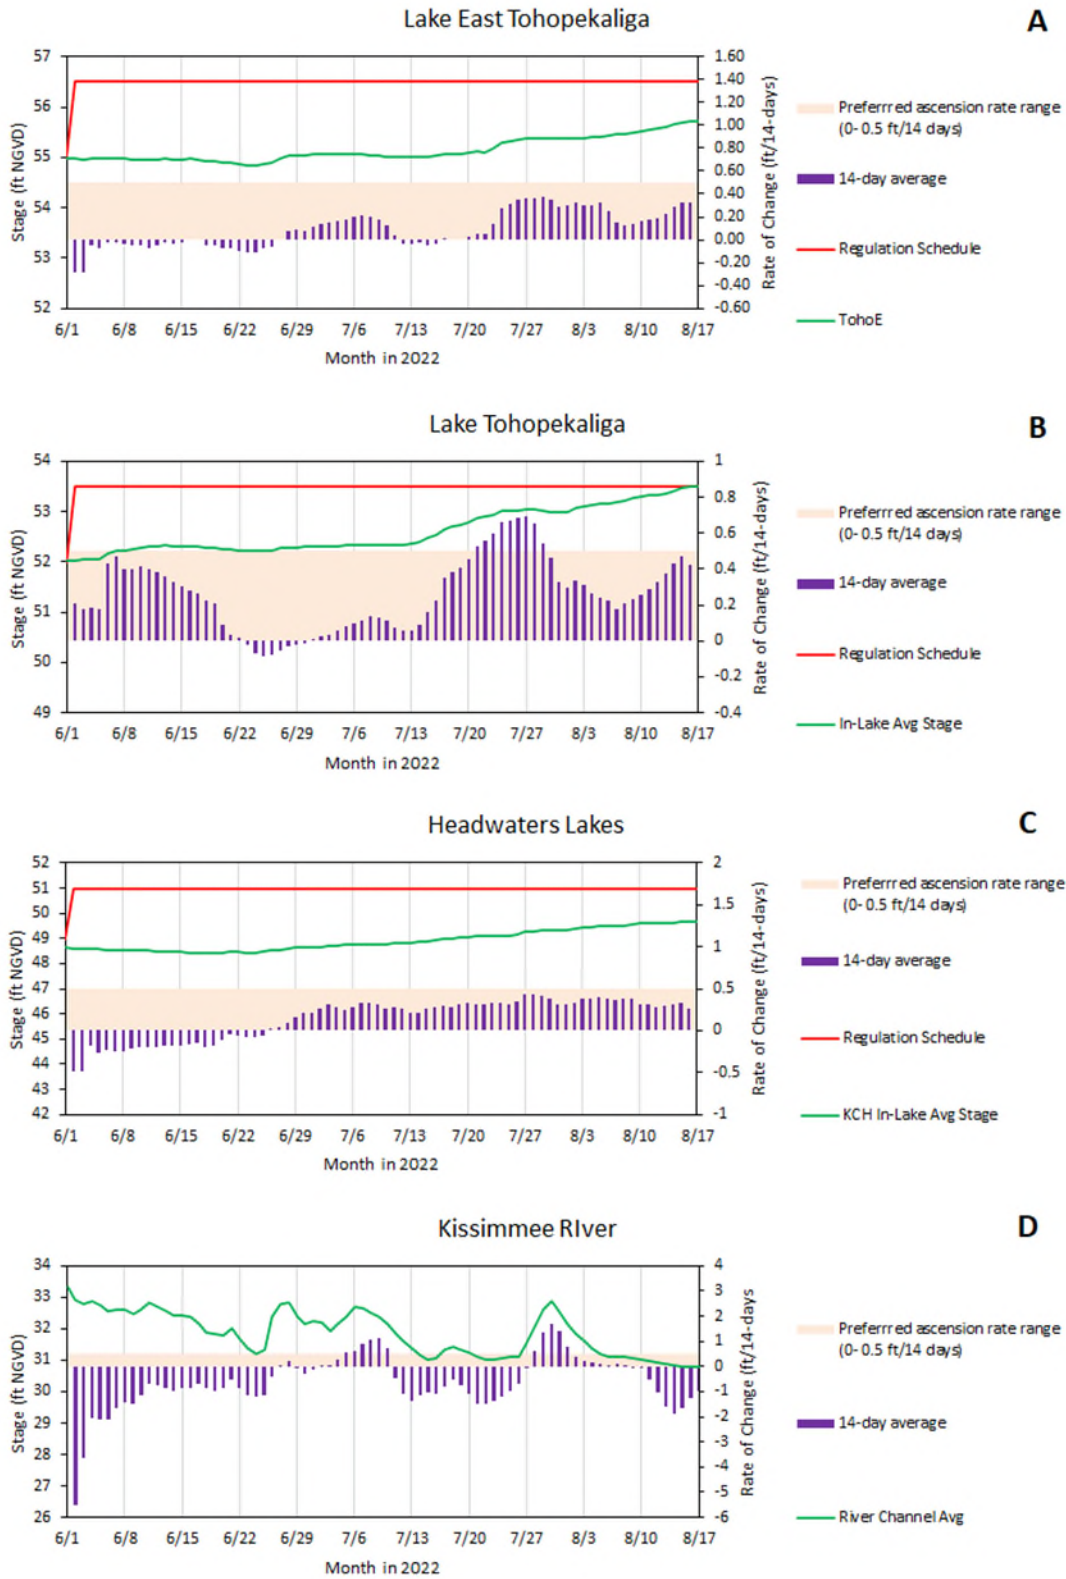 Lake East Tohopekaliga
A
57
56
55
54
53
52
Stage (ft NGVD)
1.60
1.40
1.20
1.00
0.80
0.60
0.40
0.20
0.00
-0.20
-0.40
-0.60
Rate of Change (ft/14-days)
6/1 6/8 6/15 6/22 6/29 7/6 7/13 7/20 7/27 8/3 8/10 8/17
Month in 2022
Preferrred ascension rate range
(0- 0.5 ft/14 days)
14-day average
Regulation Schedule
TohoE
Lake Tohopekaliga
B
54
53
52
51
50
49
Stage (ft NGVD)
1
0.8
0.6
0.4
0.2
0
-0.2
-0.4
Rate of Change (ft/14-days)
6/1 6/8 6/15 6/22 6/29 7/6 7/13 7/20 7/27 8/3 8/10 8/17
Month in 2022
Preferrred ascension rate range
(0- 0.5 ft/14 days)
14-day average
Regulation Schedule
In-Lake Avg Stage
Headwaters Lakes
C
52
51
50
49
48
47
46
45
44
43
42
Stage (ft NGVD)
2
1.5
1
0.5
0
-0.5
-1
Rate of Change (ft/14-days)
6/1 6/8 6/15 6/22 6/29 7/6 7/13 7/20 7/27 8/3 8/10 8/17
Month in 2022
Preferrred ascension rate range
(0- 0.5 ft/14 days)
14-day average
Regulation Schedule
KCH In-Lake Avg Stage
Kissimmee RIver
D
34
33
32
31
30
29
28
27
26
Stage (ft NGVD)
4
3
2
1
0
-1
-2
-3
-4
-5
-6
Rate of Change (ft/14-days
6/1 6/8 6/15 6/22 6/29 7/6 7/13 7/20 7/27 8/3 8/10 8/17
Month in 2022
Preferrred ascension rate range
(0- 0.5 ft/14 days)
14-day average
River Channel Avg